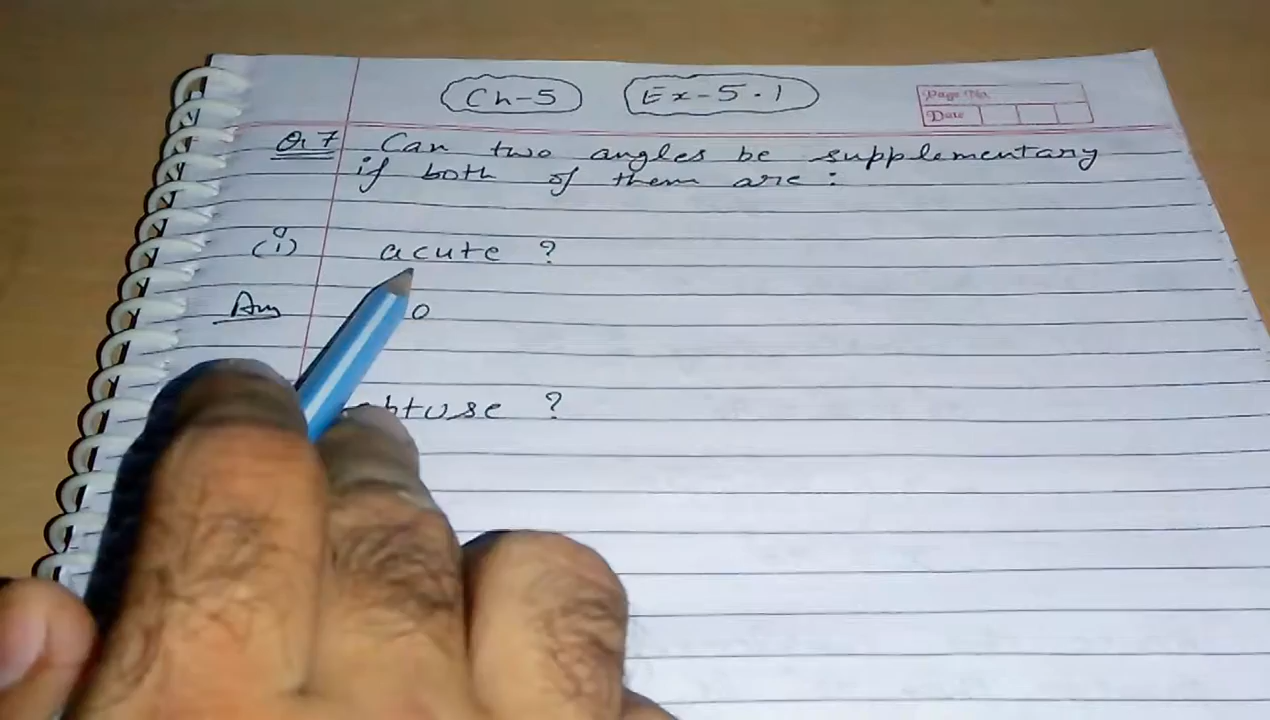 Ch-5 Ex-5.1
Page No.
Date
Q.7 Can two angles be supplementary
if both of them are:
(i) acute ?
Ans
obtuse ?